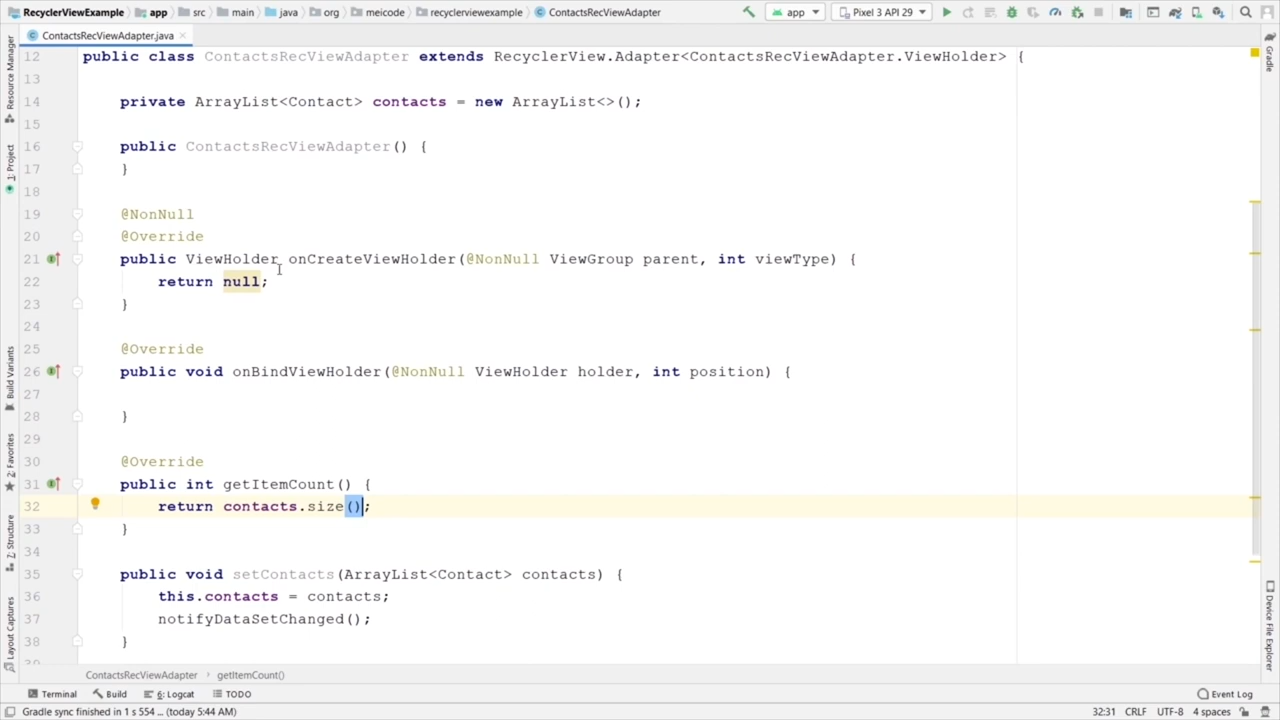 RecyclerViewExample app src main java org meicode recyclerviewexample ContactsRecViewAdapter app Pixel 3 API 29
ContactsRecViewAdapter.java
12 public class ContactsRecViewAdapter extends RecyclerView.Adapter<ContactsRecViewAdapter.ViewHolder> {
13
14 private ArrayList<Contact> contacts = new ArrayList<>();
15
16 public ContactsRecViewAdapter() {
17 }
18
19 @NonNull
20 @Override
21 public ViewHolder onCreateViewHolder(@NonNull ViewGroup parent, int viewType) {
22 return null;
23 }
24
25 @Override
26 public void onBindViewHolder(@NonNull ViewHolder holder, int position) {
27
28 }
29
30 @Override
31 public int getItemCount() {
32 return contacts.size();
33 }
34
35 public void setContacts(ArrayList<Contact> contacts) {
36 this.contacts = contacts;
37 notifyDataSetChanged();
38 }
Resource Manager
1: Project
Build Variants
2: Favorites
7: Structure
Layout Captures
Gradle
Device File Explorer
ContactsRecViewAdapter getItemCount()
Terminal Build 6: Logcat TODO Event Log
Gradle sync finished in 1 s 554 ... (today 5:44 AM) 32:31 CRLF UTF-8 4 spaces